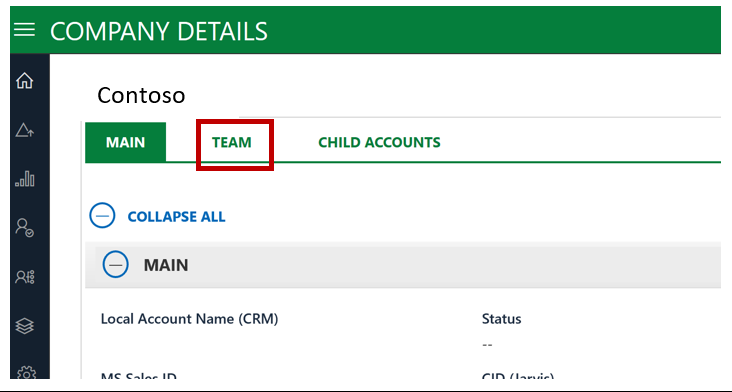 COMPANY DETAILS
Contoso
MAIN TEAM CHILD ACCOUNTS
COLLAPSE ALL
MAIN
Local Account Name (CRM) Status
--
MS Sales ID CID (Jarvis)